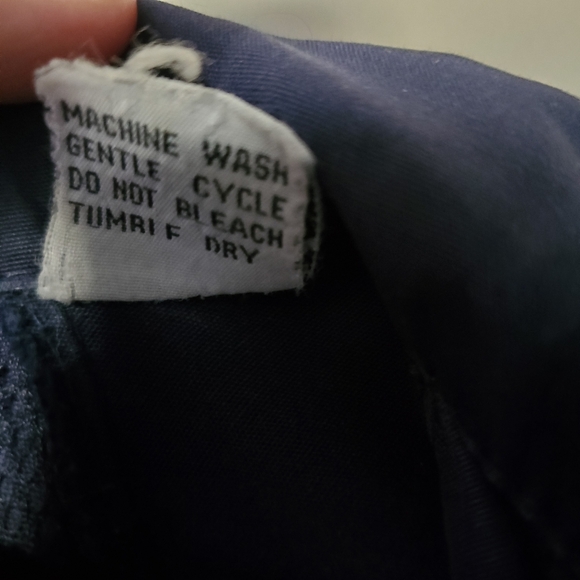 MACHINE WASH
GENTLE CYCLE
DO NOT BLEACH
TUMBLE DRY